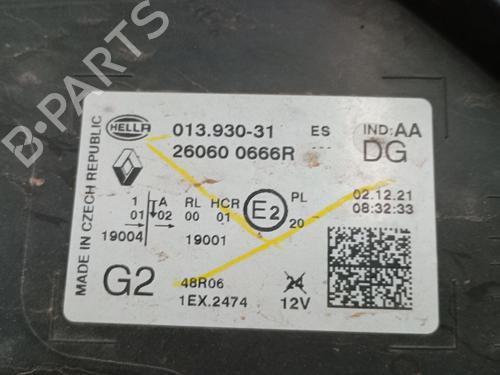 B-PARTS
MADE IN CZECH REPUBLIC
HELLA
013.930-31 ES IND:AA
26060 0666R --- DG
1 A RL HCR PL 02.12.21
01 02 00 01 E2 20 08:32:33
19004 19001
G2 48R06 24
1EX.2474 12V